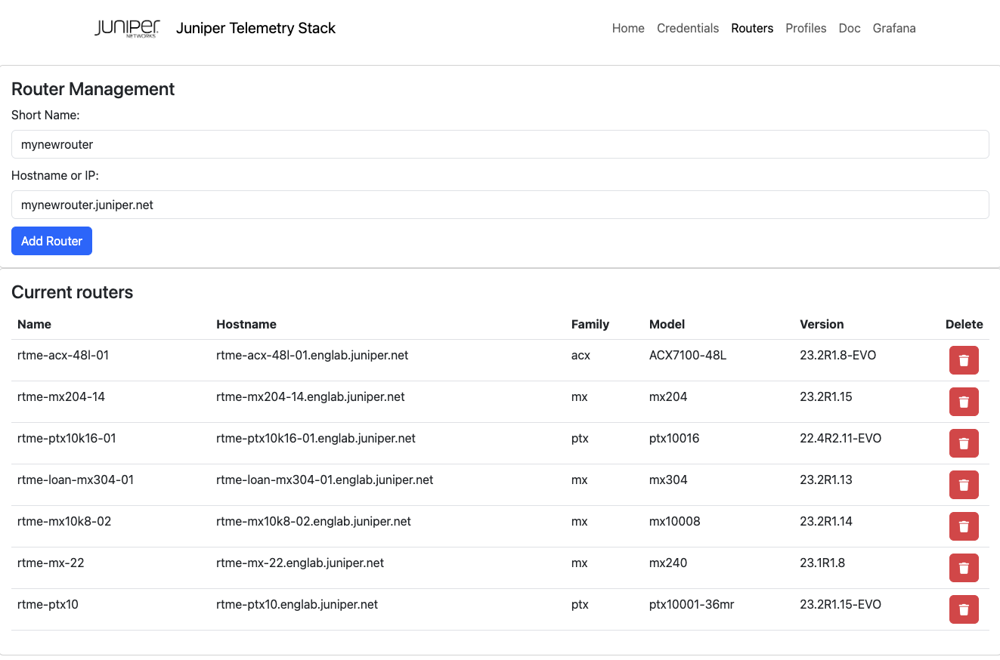 JUNIPER NETWORKS Juniper Telemetry Stack Home Credentials Routers Profiles Doc Grafana
Router Management
Short Name:
mynewrouter
Hostname or IP:
mynewrouter.juniper.net
Add Router
Current routers
Name Hostname Family Model Version Delete
rtme-acx-48l-01 rtme-acx-48l-01.englab.juniper.net acx ACX7100-48L 23.2R1.8-EVO
rtme-mx204-14 rtme-mx204-14.englab.juniper.net mx mx204 23.2R1.15
rtme-ptx10k16-01 rtme-ptx10k16-01.englab.juniper.net ptx ptx10016 22.4R2.11-EVO
rtme-loan-mx304-01 rtme-loan-mx304-01.englab.juniper.net mx mx304 23.2R1.13
rtme-mx10k8-02 rtme-mx10k8-02.englab.juniper.net mx mx10008 23.2R1.14
rtme-mx-22 rtme-mx-22.englab.juniper.net mx mx240 23.1R1.8
rtme-ptx10 rtme-ptx10.englab.juniper.net ptx ptx10001-36mr 23.2R1.15-EVO